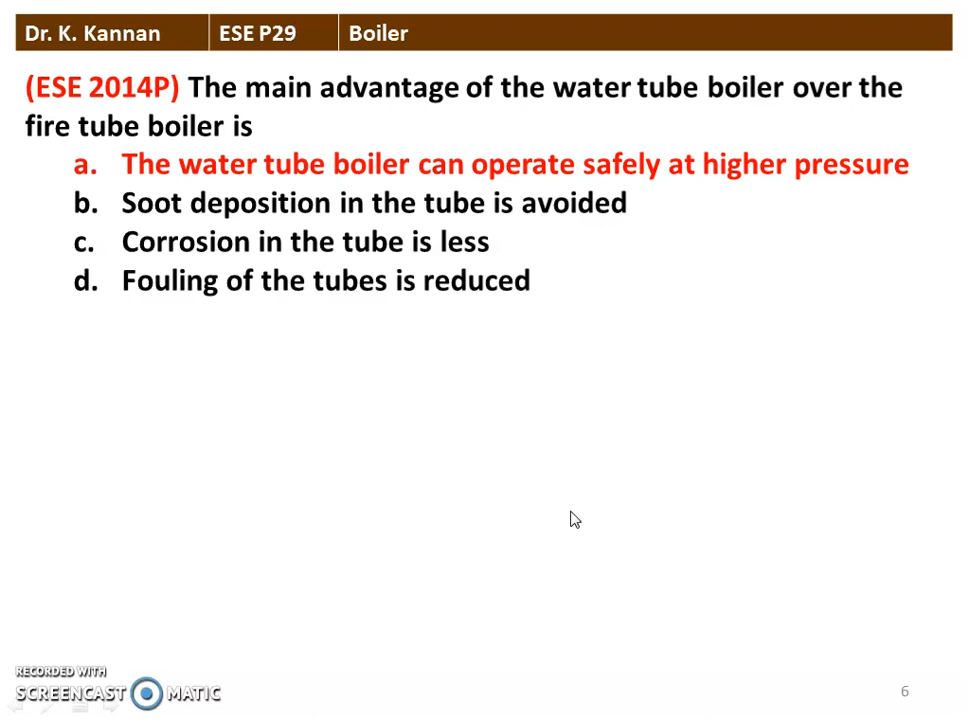 Dr. K. Kannan ESE P29 Boiler
(ESE 2014P) The main advantage of the water tube boiler over the
fire tube boiler is
a. The water tube boiler can operate safely at higher pressure
b. Soot deposition in the tube is avoided
c. Corrosion in the tube is less
d. Fouling of the tubes is reduced
RECORDED WITH
SCREENCAST MATIC
6